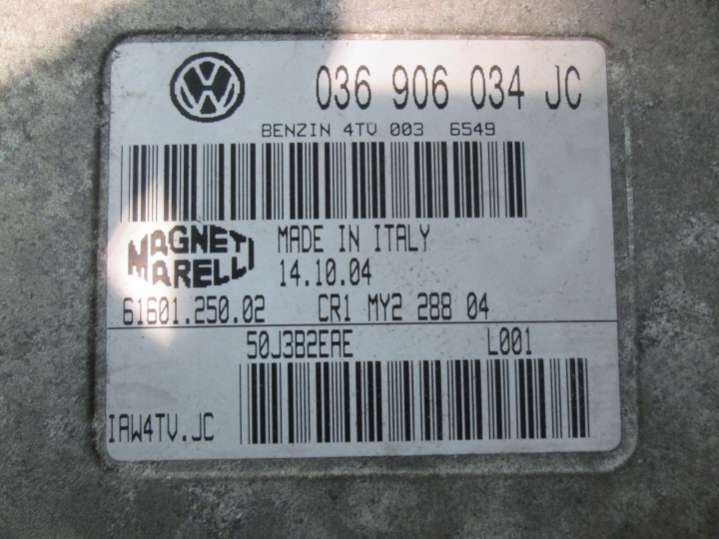 036 906 034 JC
BENZIN 4TV 003 6549
MAGNETI
MARELLI
MADE IN ITALY
14.10.04
61601.250.02 CR1 MY2 288 04
50J3B2EAE L001
IAW4TV.JC